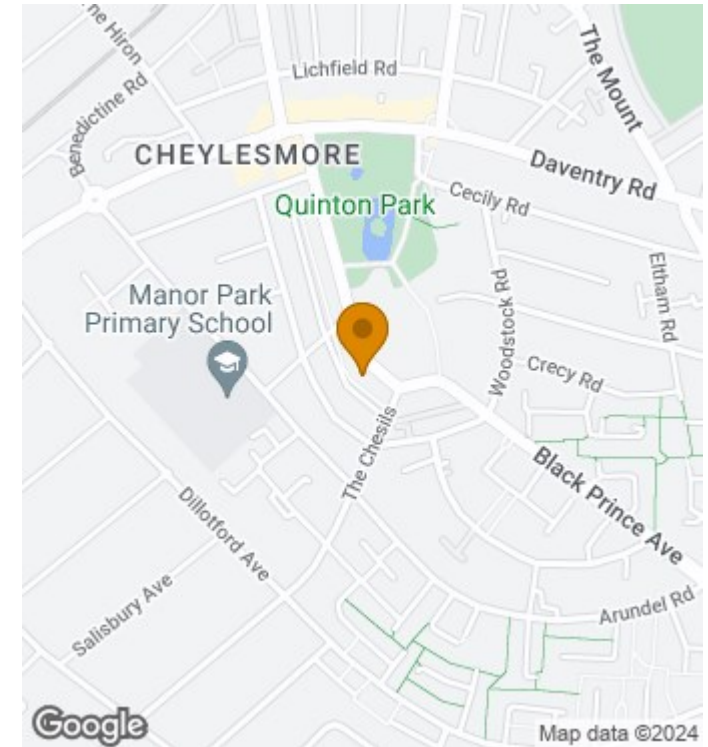 ne Hiron
Lichfield Rd
The Mount
Benedictine Rd
CHEYLESMORE
Daventry Rd
Quinton Park
Cecily Rd
Eltham Rd
Woodstock Rd
Manor Park
Primary School
Crecy Rd
The Chesils
Black Prince Ave
Dillotford Ave
Salisbury Ave
Arundel Rd
Google
Map data ©2024